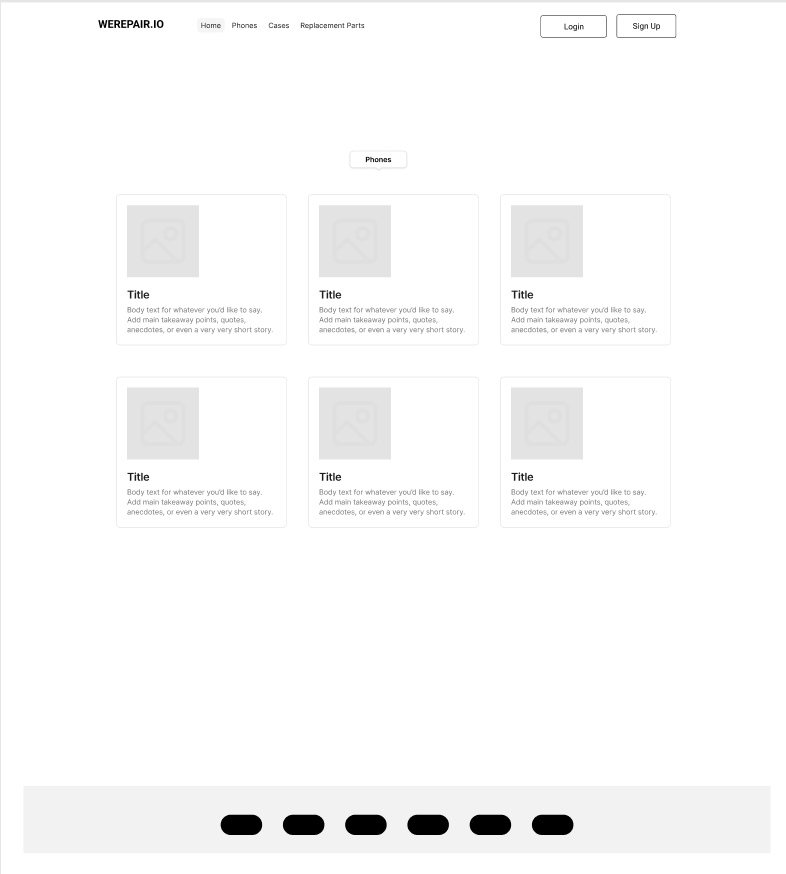 WEREPAIR.IO Home Phones Cases Replacement Parts Login Sign Up
Phones
Title
Body text for whatever you'd like to say.
Add main takeaway points, quotes,
anecdotes, or even a very very short story.
Title
Body text for whatever you'd like to say.
Add main takeaway points, quotes,
anecdotes, or even a very very short story.
Title
Body text for whatever you'd like to say.
Add main takeaway points, quotes,
anecdotes, or even a very very short story.
Title
Body text for whatever you'd like to say.
Add main takeaway points, quotes,
anecdotes, or even a very very short story.
Title
Body text for whatever you'd like to say.
Add main takeaway points, quotes,
anecdotes, or even a very very short story.
Title
Body text for whatever you'd like to say.
Add main takeaway points, quotes,
anecdotes, or even a very very short story.